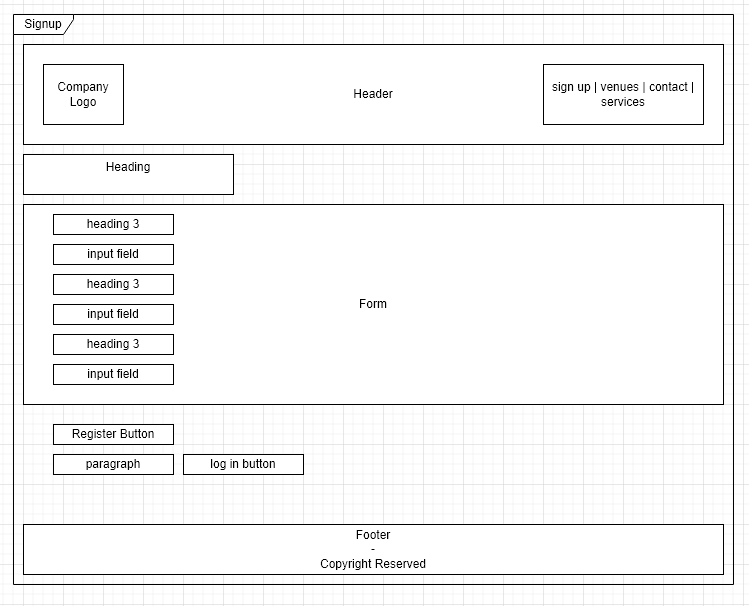 Signup
Company
Logo
Header
sign up | venues | contact |
services
Heading
heading 3
input field
heading 3
input field
Form
heading 3
input field
Register Button
paragraph
log in button
Footer
-
Copyright Reserved